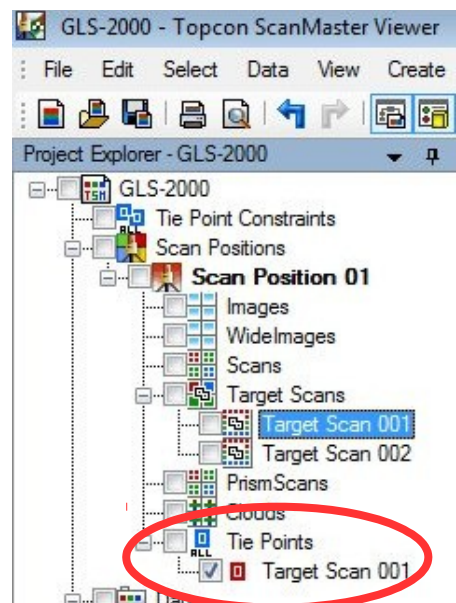 GLS-2000 - Topcon ScanMaster Viewer
File Edit Select Data View Create
Project Explorer - GLS-2000
TSM GLS-2000
ALL Tie Point Constraints
Scan Positions
Scan Position 01
Images
WideImages
Scans
Target Scans
Target Scan 001
Target Scan 002
PrismScans
Clouds
ALL Tie Points
Target Scan 001